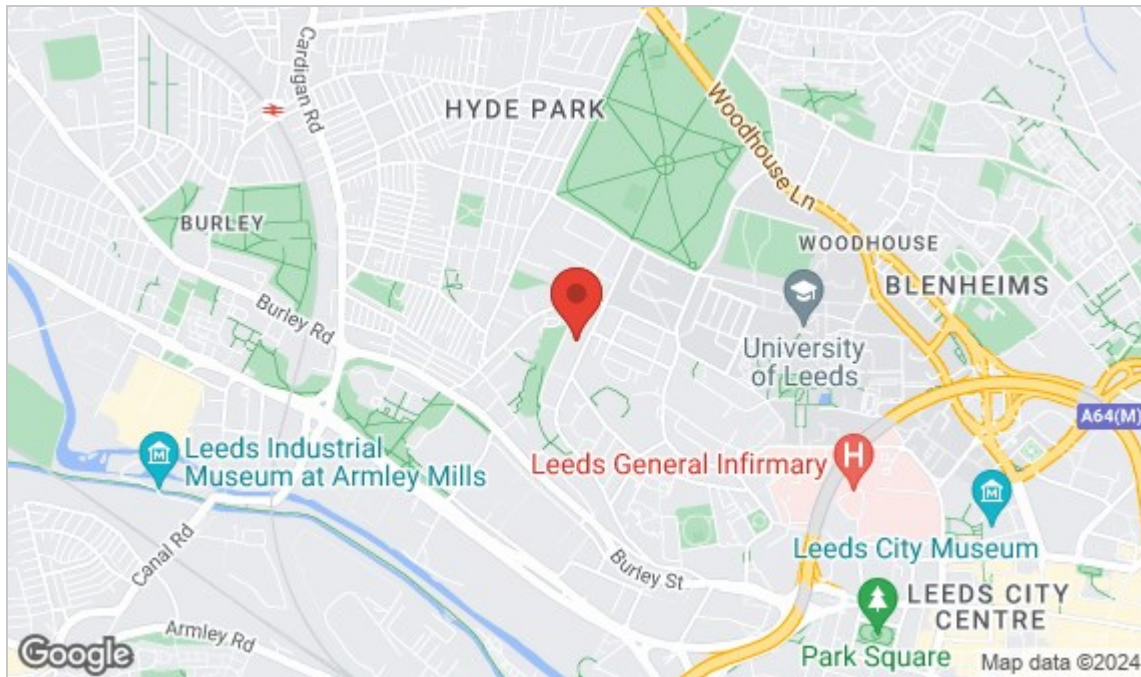 Cardigan Rd
HYDE PARK
Woodhouse Ln
BURLEY
WOODHOUSE
BLENHEIMS
Burley Rd
University
of Leeds
A64(M)
Leeds Industrial
Museum at Armley Mills
Leeds General Infirmary
H
M
M
Leeds City Museum
Canal Rd
Burley St
LEEDS CITY
CENTRE
Armley Rd
Park Square
Google
Map data ©2024